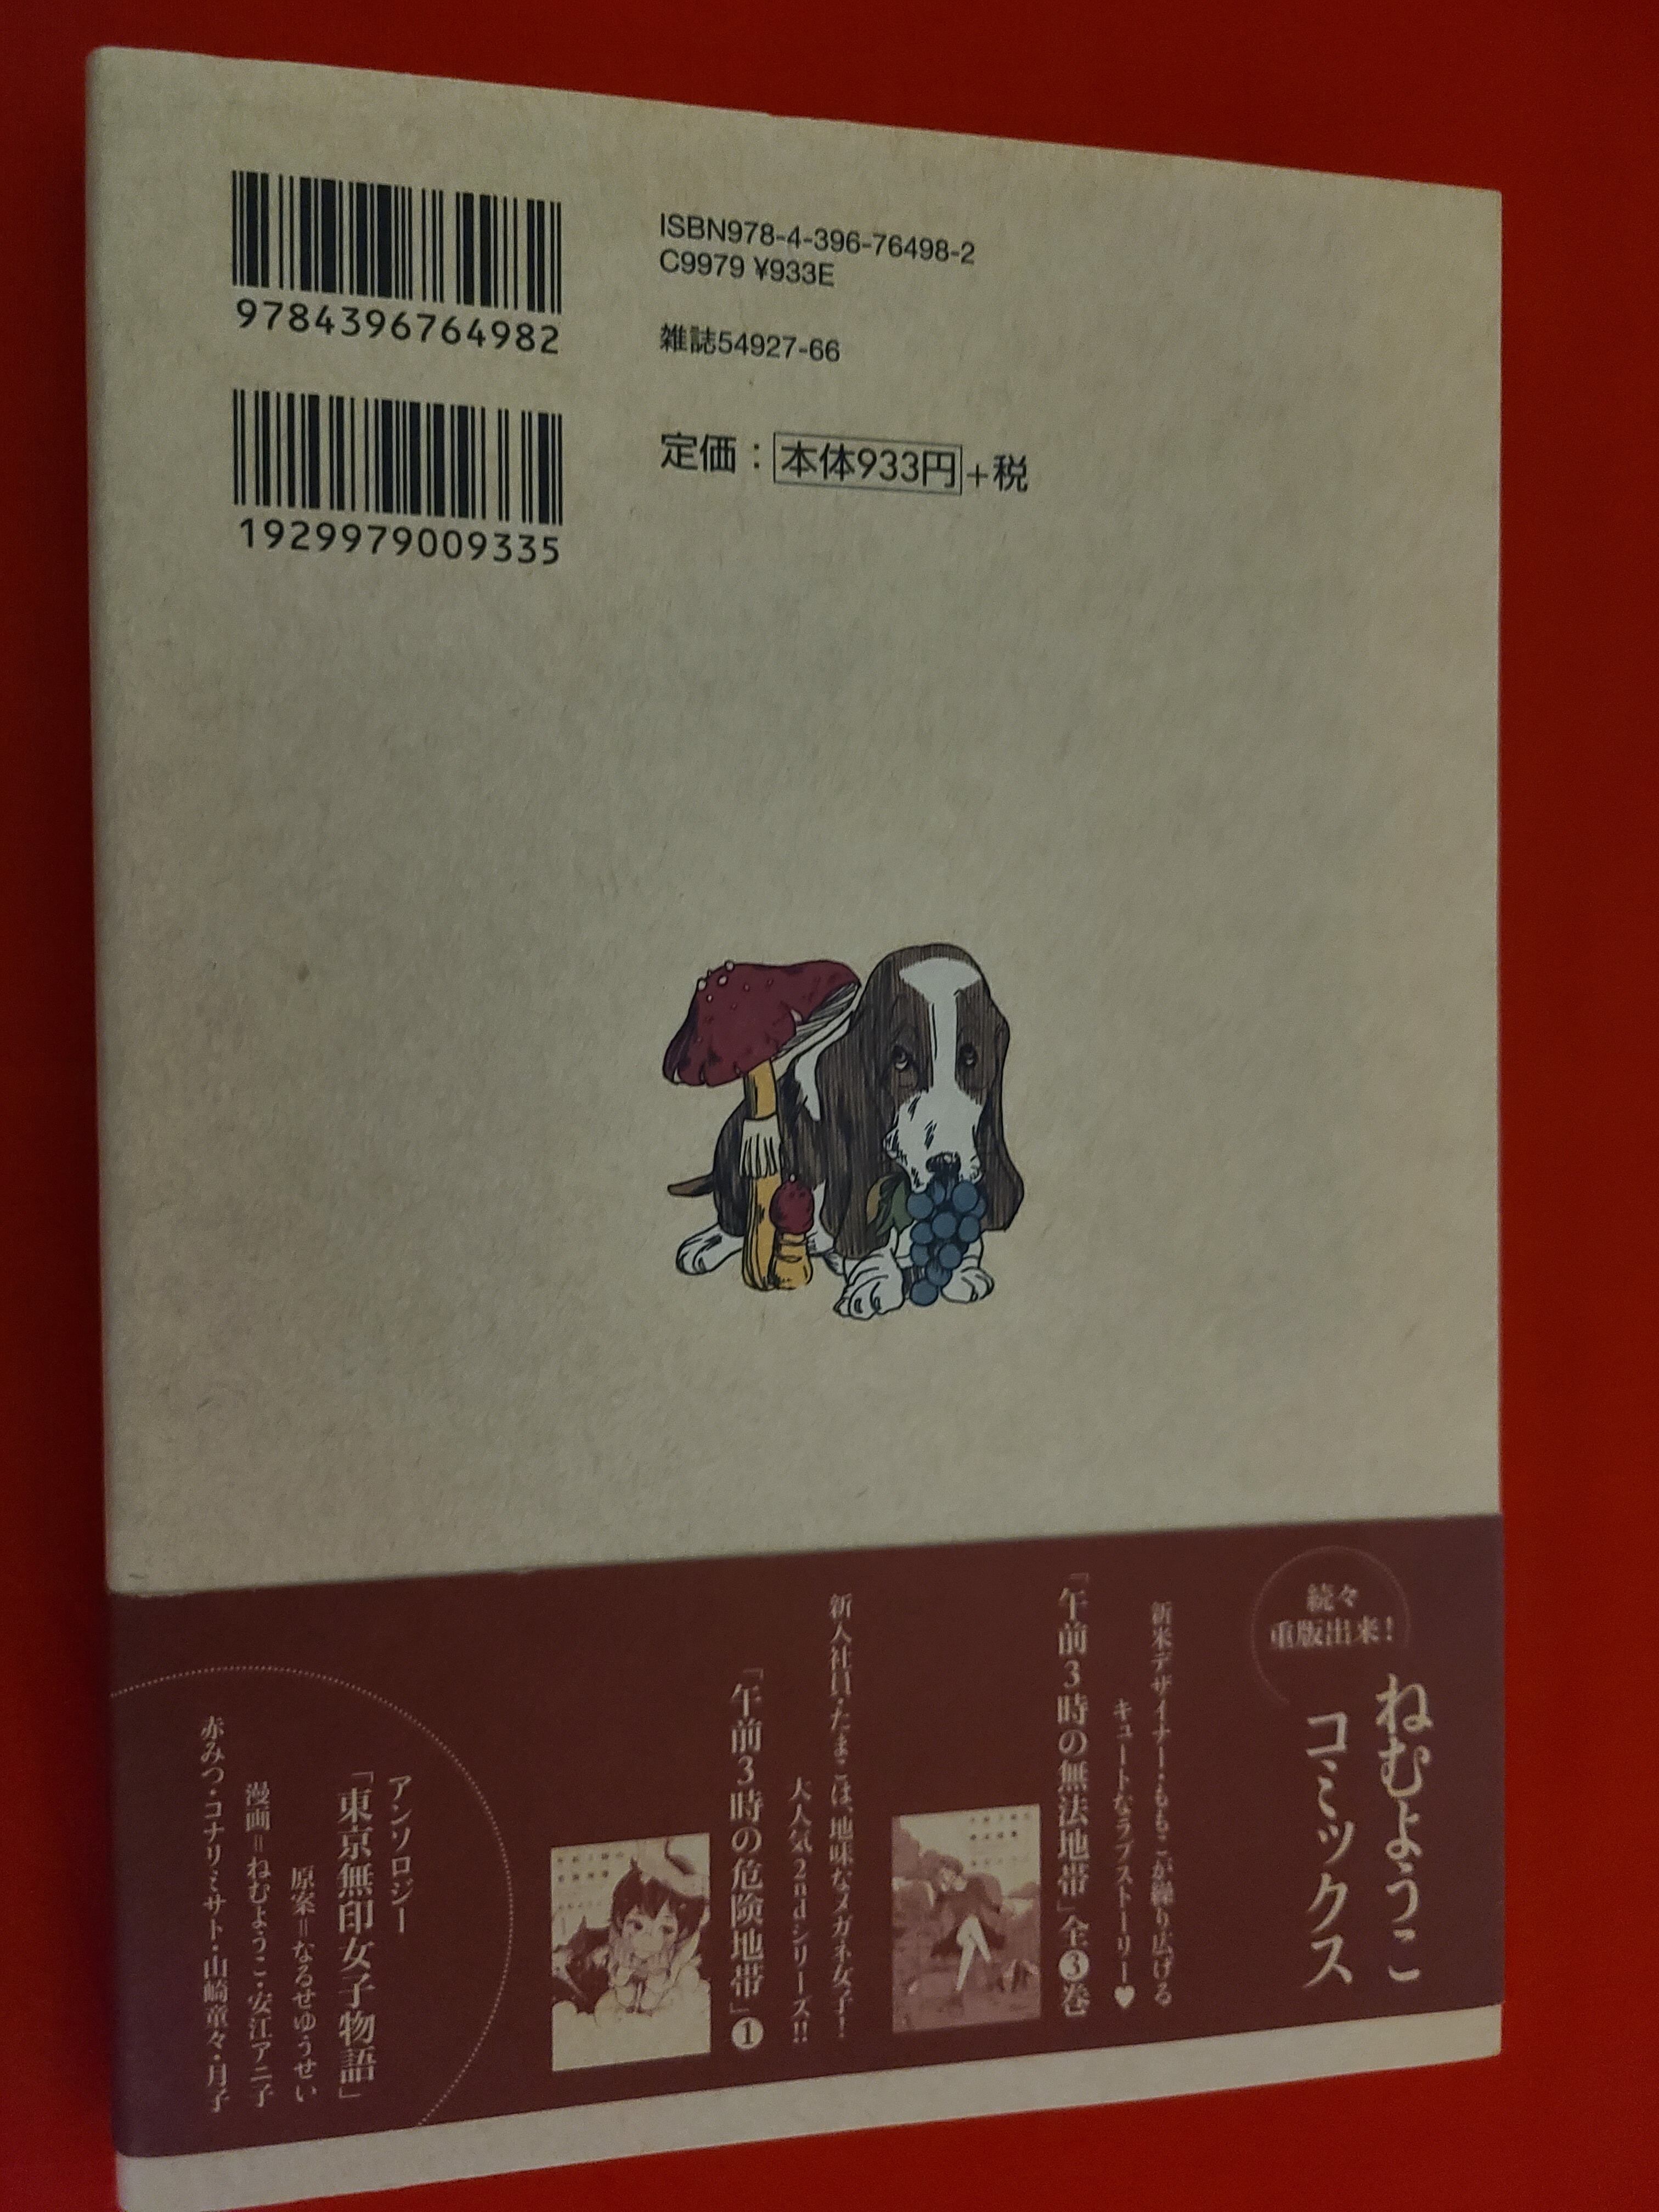 9784396764982
ISBN978-4-396-76498-2
C9979 ¥933E
雑誌54927-66
1929979009335
定価：本体933円+税
続々
重版出来！
ねむようこ
コミックス
新米デザイナー・ももこが繰り広げる
キュートなラブストーリー♥
「午前3時の無法地帯」全❸巻
新入社員・たまこは、地味なメガネ女子！
大人気2ndシリーズ!!
「午前3時の危険地帯」❶
アンソロジー
「東京無印女子物語」
原案＝なるせゆうせい
漫画＝ねむようこ・安江アニ子
赤みつ・コナリミサト・山崎童々・月子